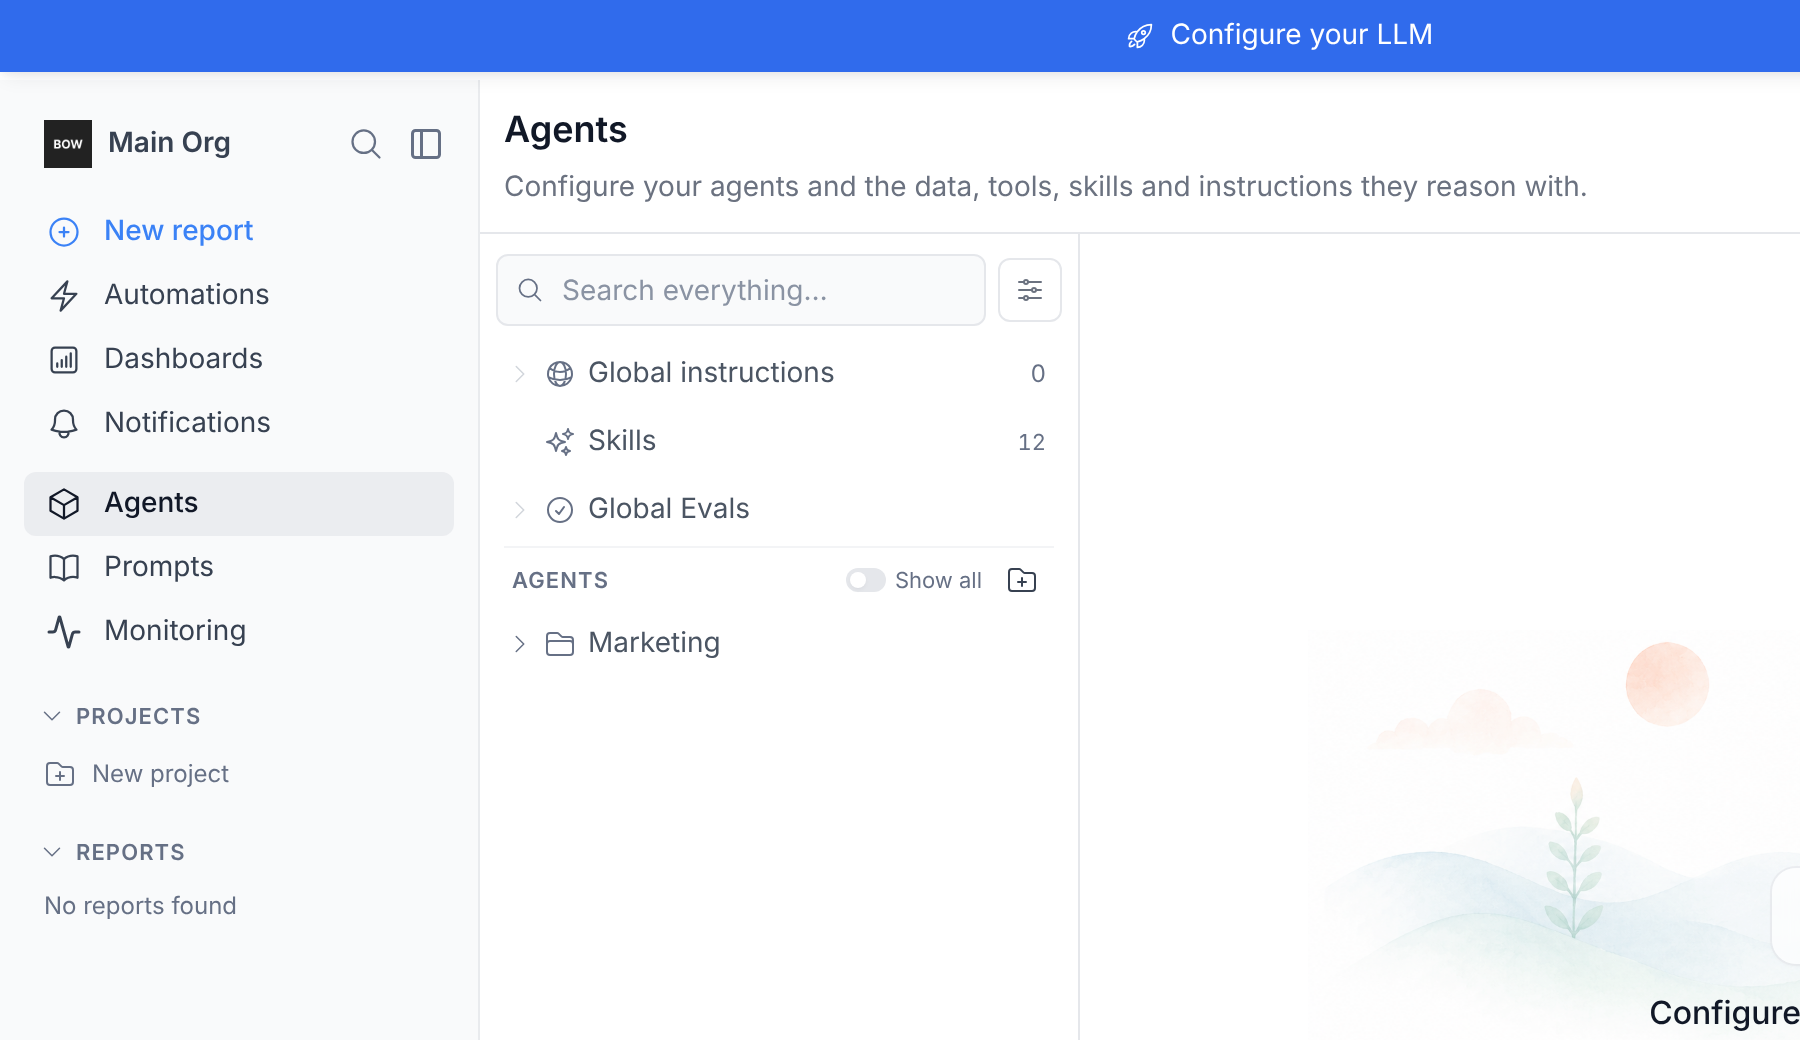 Configure your LLM
BOW Main Org
New report
Automations
Dashboards
Notifications
Agents
Prompts
Monitoring
PROJECTS
New project
REPORTS
No reports found
Agents
Configure your agents and the data, tools, skills and instructions they reason with.
Search everything...
Global instructions 0
Skills 12
Global Evals
AGENTS Show all
Marketing
Configure